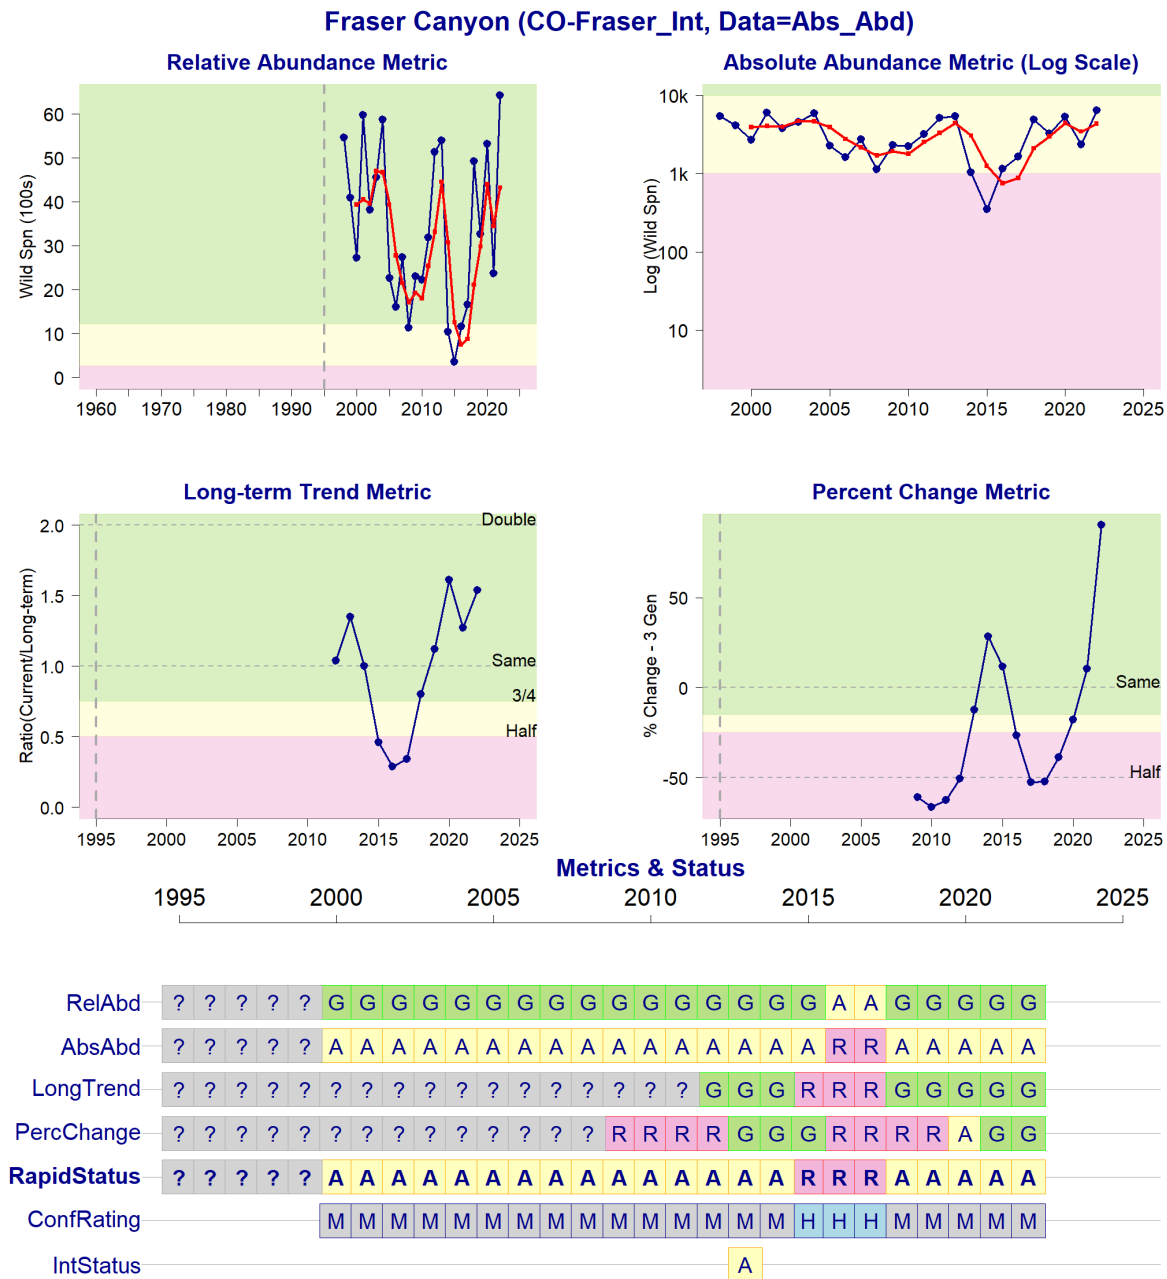 Fraser Canyon (CO-Fraser_Int, Data=Abs_Abd)
Relative Abundance Metric
Wild Spn (100s)
60
50
40
30
20
10
0
1960 1970 1980 1990 2000 2010 2020
Absolute Abundance Metric (Log Scale)
Log (Wild Spn)
10k
1k
100
10
2000 2005 2010 2015 2020 2025
Long-term Trend Metric
Ratio(Current/Long-term)
2.0
1.5
1.0
0.5
0.0
Double
Same
3/4
Half
1995 2000 2005 2010 2015 2020 2025
Percent Change Metric
% Change - 3 Gen
50
0
-50
Same
Half
1995 2000 2005 2010 2015 2020 2025
Metrics & Status
1995 2000 2005 2010 2015 2020 2025
RelAbd ? ? ? ? ? G G G G G G G G G G G G G G G G A A G G G G G
AbsAbd ? ? ? ? ? A A A A A A A A A A A A A A A A R R A A A A A
LongTrend ? ? ? ? ? ? ? ? ? ? ? ? ? ? ? ? ? G G G R R R G G G G G
PercChange ? ? ? ? ? ? ? ? ? ? ? ? ? ? R R R R G G G R R R R A G G
RapidStatus ? ? ? ? ? A A A A A A A A A A A A A A A R R R A A A A A
ConfRating M M M M M M M M M M M M M M M H H H M M M M M
IntStatus A